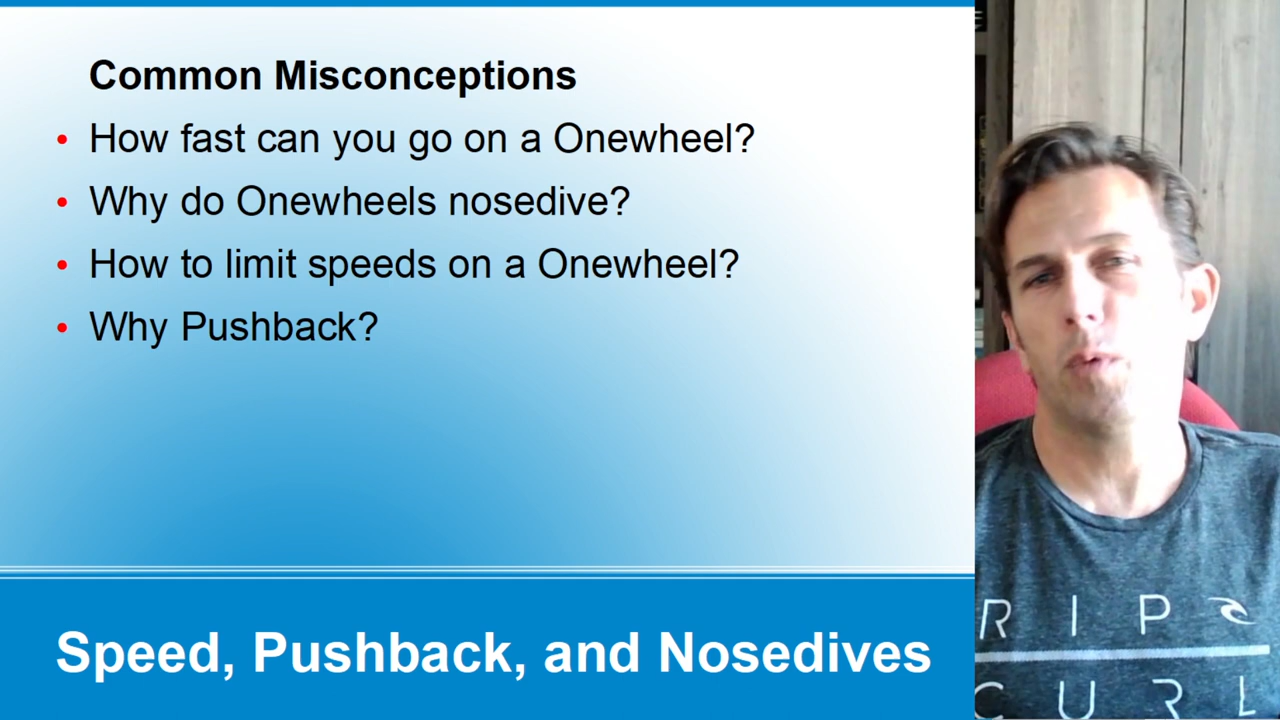 Common Misconceptions
• How fast can you go on a Onewheel?
• Why do Onewheels nosedive?
• How to limit speeds on a Onewheel?
• Why Pushback?
Speed, Pushback, and Nosedives
RIP
CURL